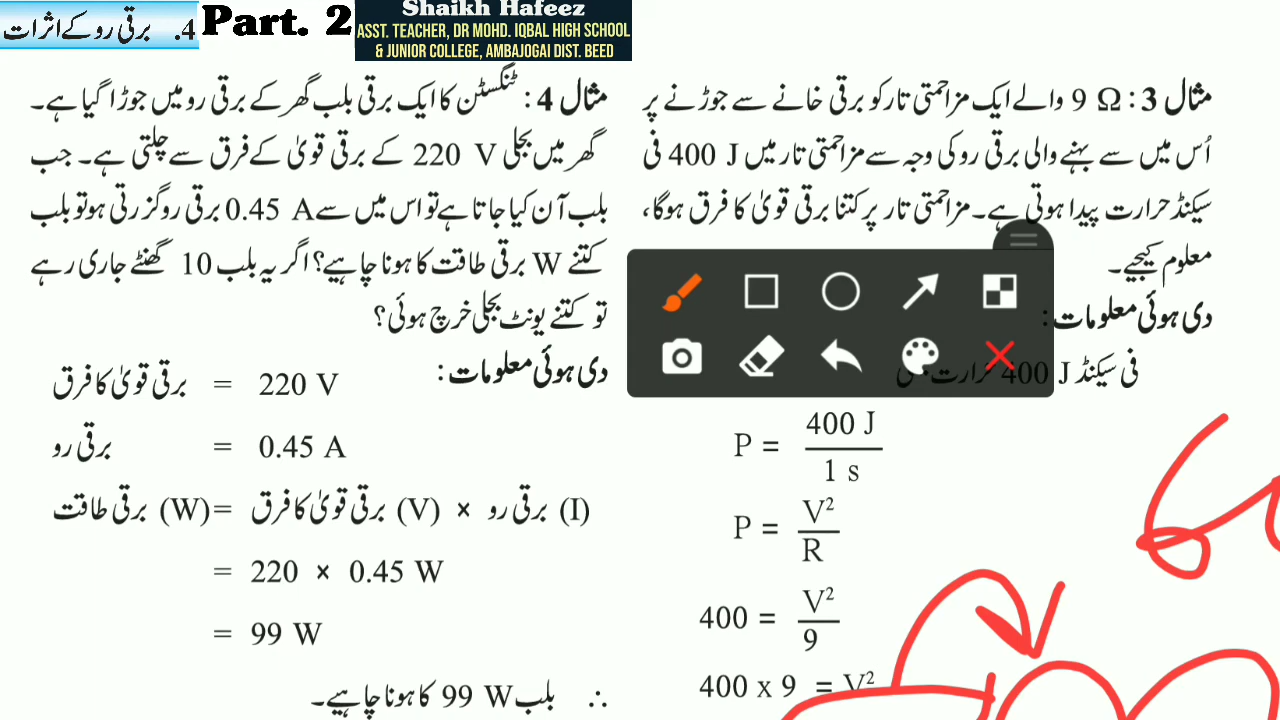 4. برقی رو کے اثرات
Part. 2
Shaikh Hafeez
ASST. TEACHER, DR MOHD. IQBAL HIGH SCHOOL
& JUNIOR COLLEGE, AMBAJOGAI DIST. BEED
مثال 3 : 9 Ω والے ایک مزاحمتی تار کو برقی خانے سے جوڑنے پر
اُس میں سے بہنے والی برقی رو کی وجہ سے مزاحمتی تار میں 400 J فی
سیکنڈ حرارت پیدا ہوتی ہے۔ مزاحمتی تار پر کتنا برقی قویٰ کا فرق ہوگا،
معلوم کیجیے۔
دی ہوئی معلومات :
فی سیکنڈ 400 J حرارت
P = 400 J / 1 s
P = V² / R
400 = V² / 9
400 x 9 = V²
مثال 4 : ٹنگسٹن کا ایک برقی بلب گھر کے برقی رو میں جوڑا گیا ہے۔
گھر میں بجلی 220 V کے برقی قویٰ کے فرق سے چلتی ہے۔ جب
بلب آن کیا جاتا ہے تو اس میں سے 0.45 A برقی رو گزرتی ہو تو بلب
کتنے W برقی طاقت کا ہونا چاہیے؟ اگر یہ بلب 10 گھنٹے جاری رہے
تو کتنے یونٹ بجلی خرچ ہوئی؟
دی ہوئی معلومات :
برقی قویٰ کا فرق = 220 V
برقی رو = 0.45 A
برقی طاقت (W) = برقی قویٰ کا فرق (V) × برقی رو (I)
= 220 × 0.45 W
= 99 W
∴ بلب 99 W کا ہونا چاہیے۔